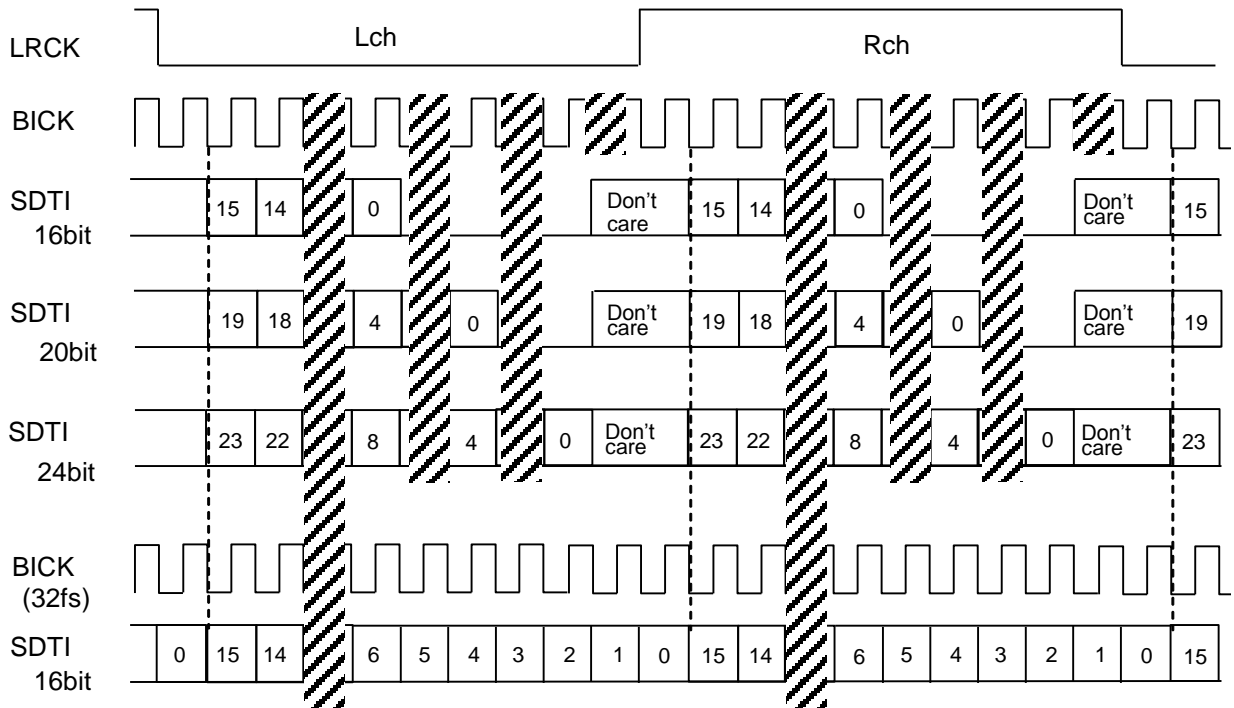 LRCK Lch Rch
BICK
SDTI 16bit 15 14 0 Don't care 15 14 0 Don't care 15
SDTI 20bit 19 18 4 0 Don't care 19 18 4 0 Don't care 19
SDTI 24bit 23 22 8 4 0 Don't care 23 22 8 4 0 Don't care 23
BICK (32fs)
SDTI 16bit 0 15 14 6 5 4 3 2 1 0 15 14 6 5 4 3 2 1 0 15